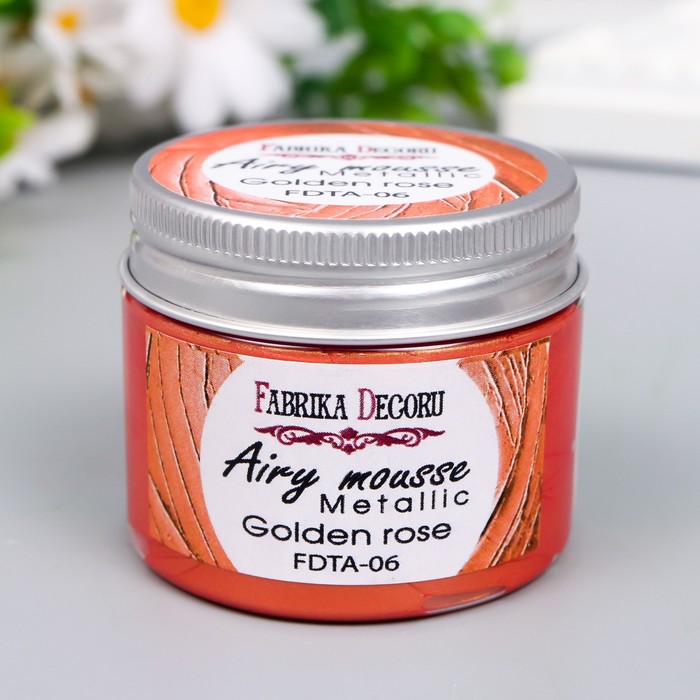 FABRIKA DECORU
Airy mousse
Metallic
Golden rose
FDTA-06
FABRIKA DECORU
Airy mousse
Metallic
Golden rose
FDTA-06